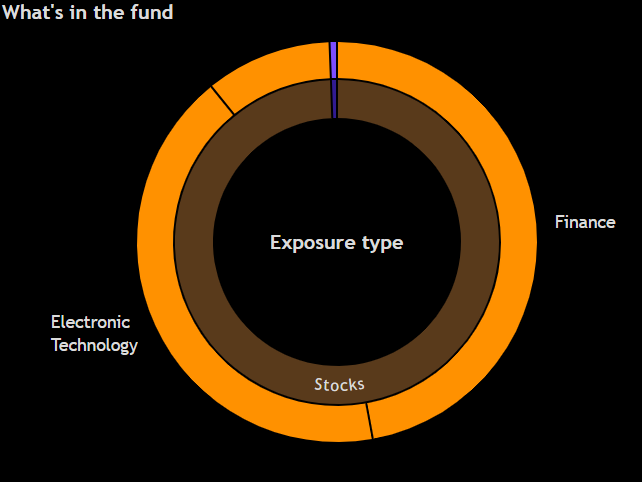 What's in the fund
Finance
Exposure type
Electronic
Technology
Stocks